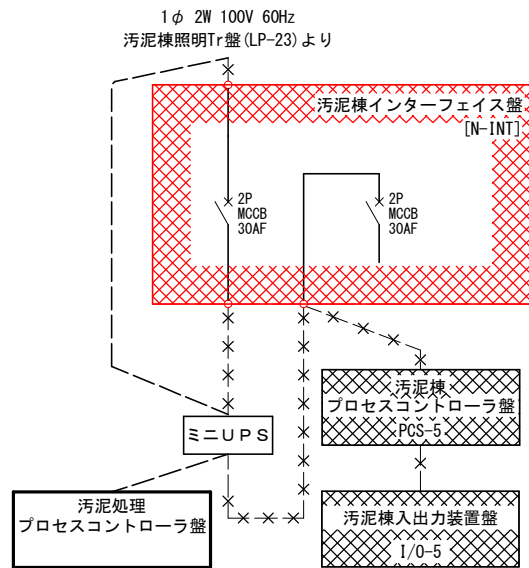 1φ 2W 100V 60Hz
汚泥棟照明Tr盤(LP-23)より
汚泥棟インターフェイス盤
[N-INT]
2P
MCCB
30AF
2P
MCCB
30AF
汚泥棟
プロセスコントローラ盤
PCS-5
ミニUPS
汚泥処理
プロセスコントローラ盤
汚泥棟入出力装置盤
I/O-5